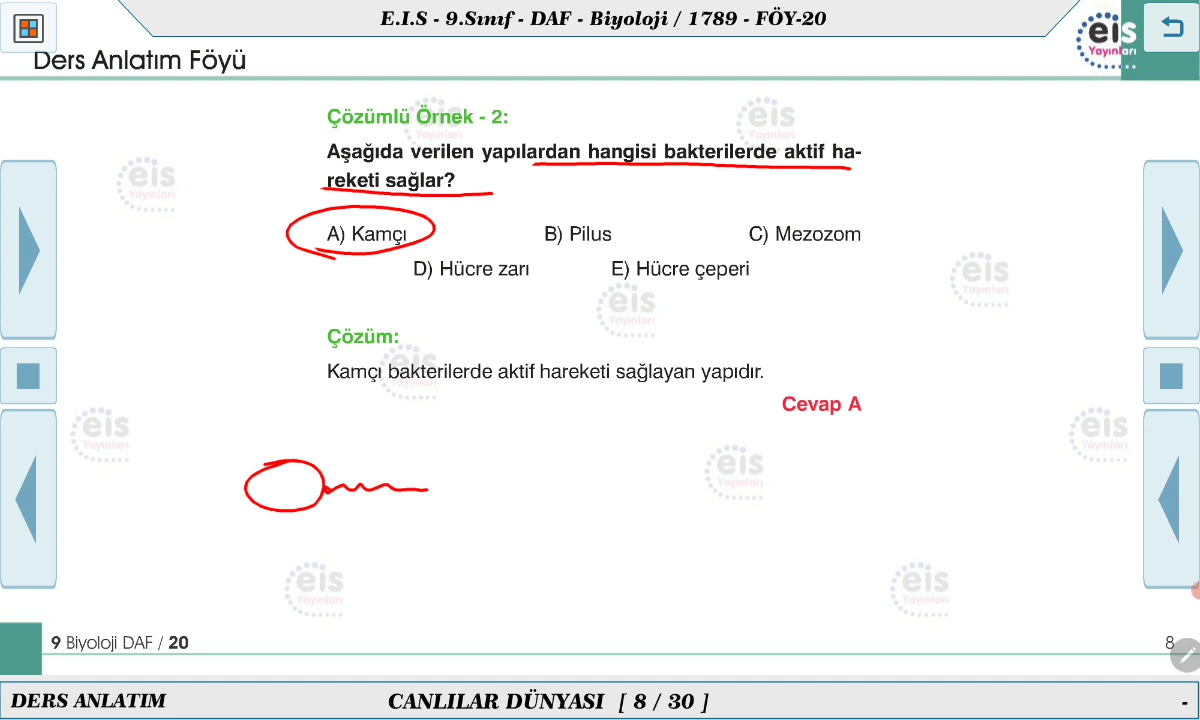 E.I.S - 9.Sınıf - DAF - Biyoloji / 1789 - FÖY-20
Ders Anlatım Föyü
eis
Yayınları
Çözümlü Örnek - 2:
Aşağıda verilen yapılardan hangisi bakterilerde aktif ha-
reketi sağlar?
A) Kamçı B) Pilus C) Mezozom
D) Hücre zarı E) Hücre çeperi
Çözüm:
Kamçı bakterilerde aktif hareketi sağlayan yapıdır.
Cevap A
9 Biyoloji DAF / 20
8
DERS ANLATIM CANLILAR DÜNYASI [ 8 / 30 ] -